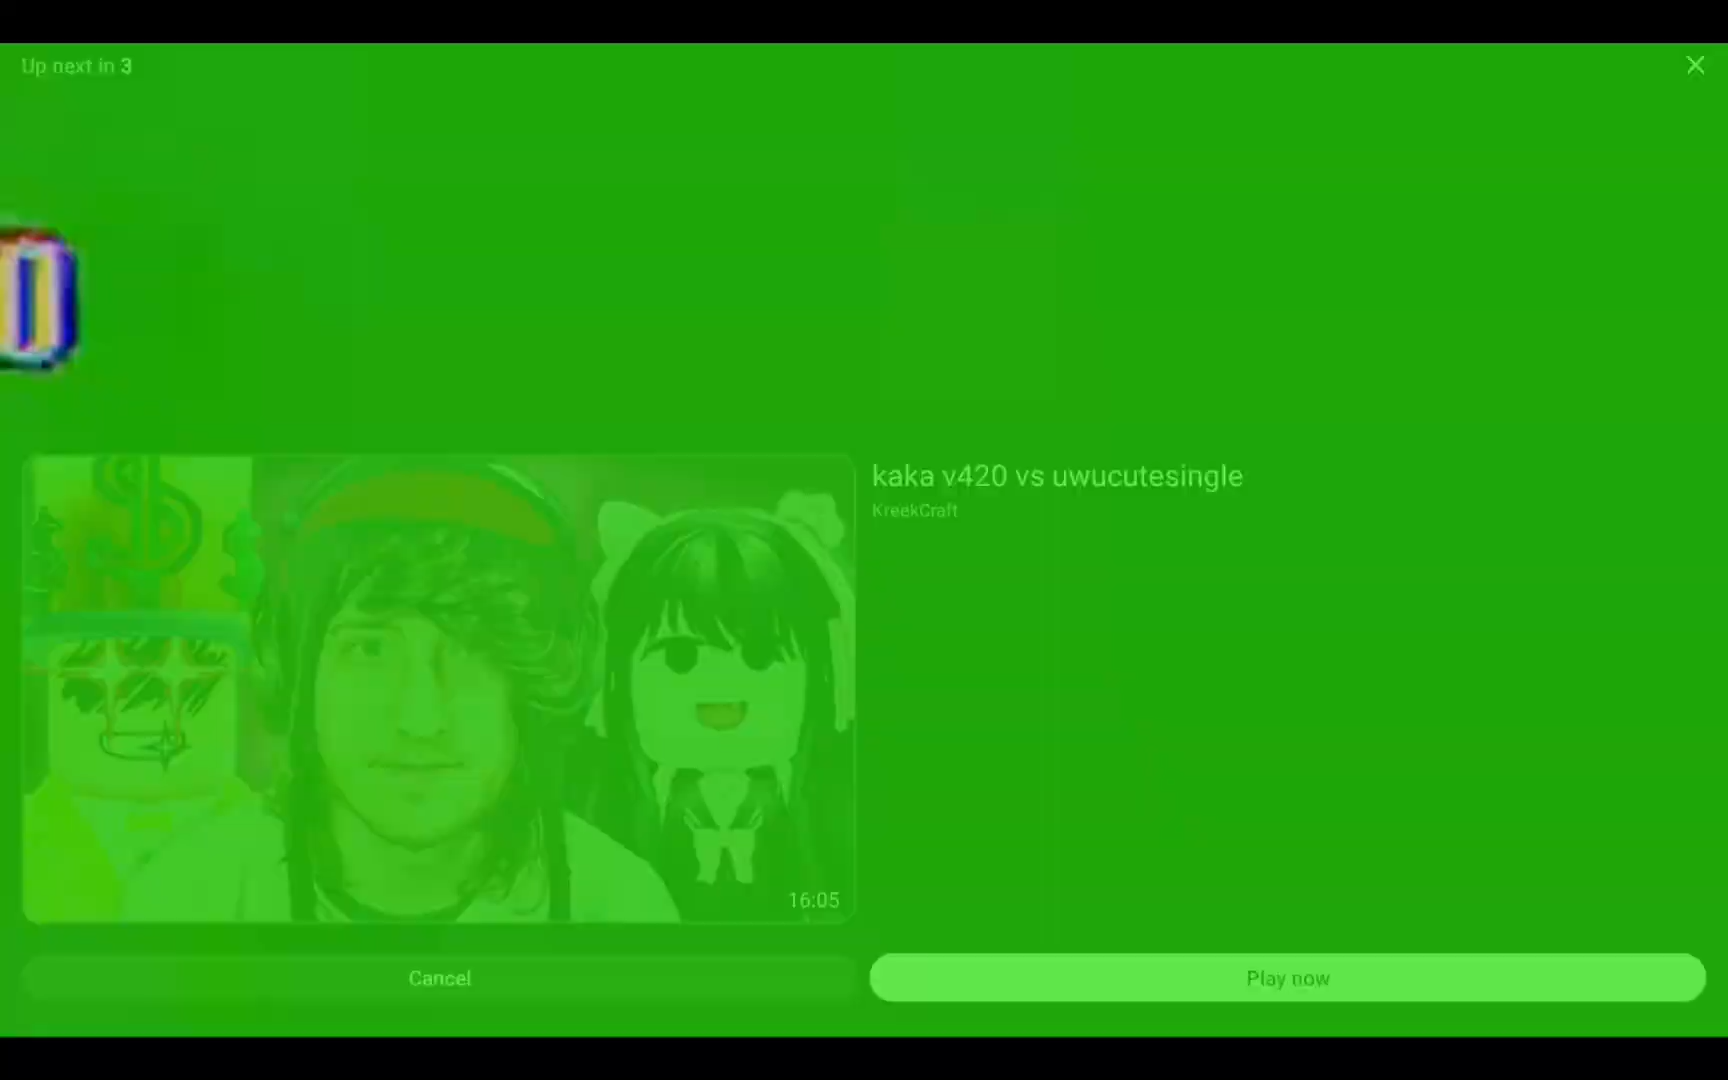 Up next in 3
kaka v420 vs uwucutesingle
KreekCraft
16:05
Cancel
Play now